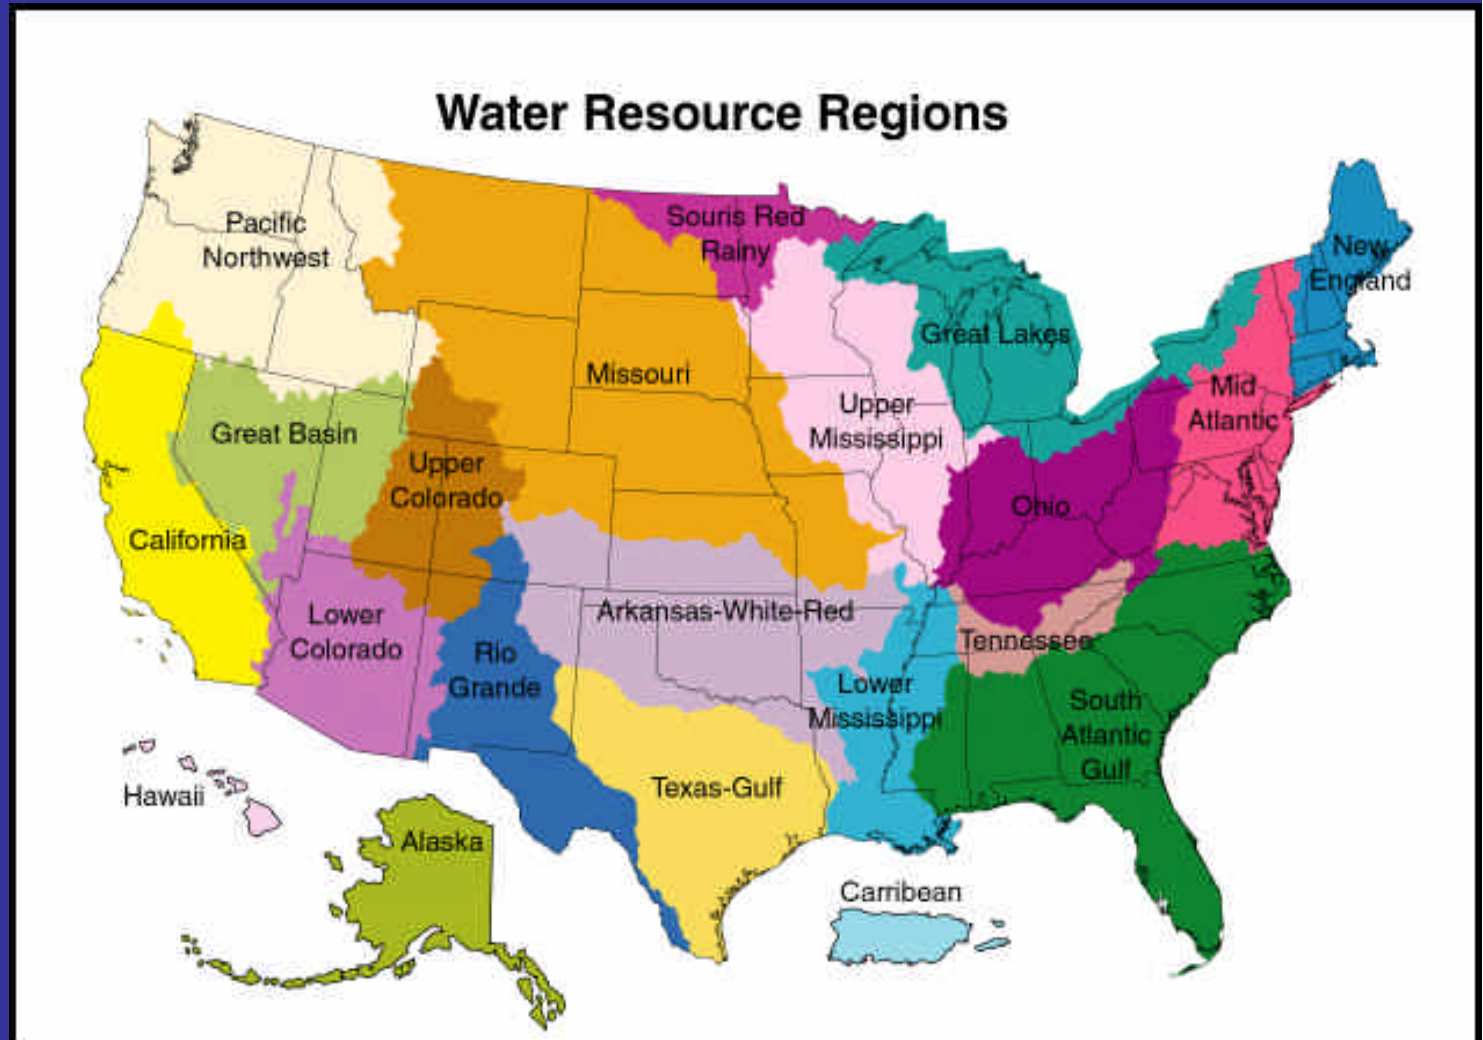 Water Resource Regions
Souris Red
Rainy
Pacific
Northwest
New
England
Great Lakes
Missouri
Mid
Atlantic
Upper
Mississippi
Great Basin
Upper
Colorado
Ohio
California
Arkansas-White-Red
Lower
Colorado
Tennessee
Rio
Grande
Lower
Mississippi
South
Atlantic
Gulf
Texas-Gulf
Hawaii
Alaska
Carribean